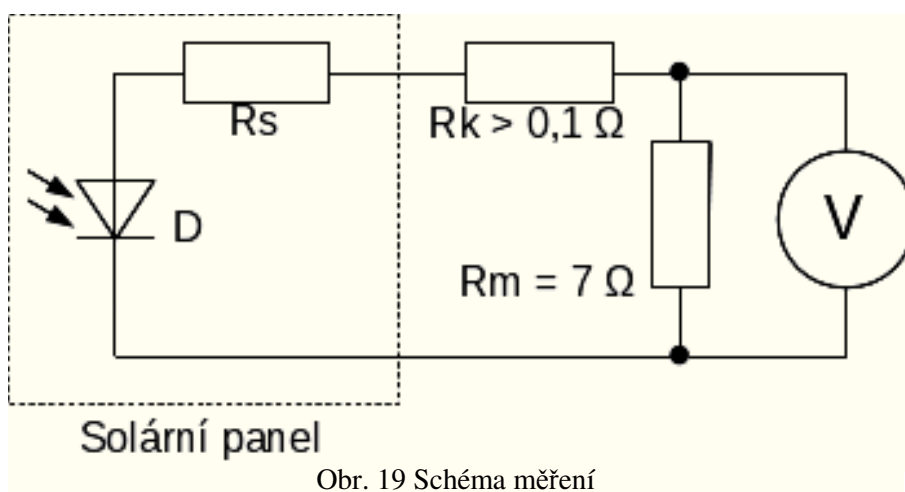 Rs
Rk > 0,1 Ω
D
V
Rm = 7 Ω
Solární panel
Obr. 19 Schéma měření